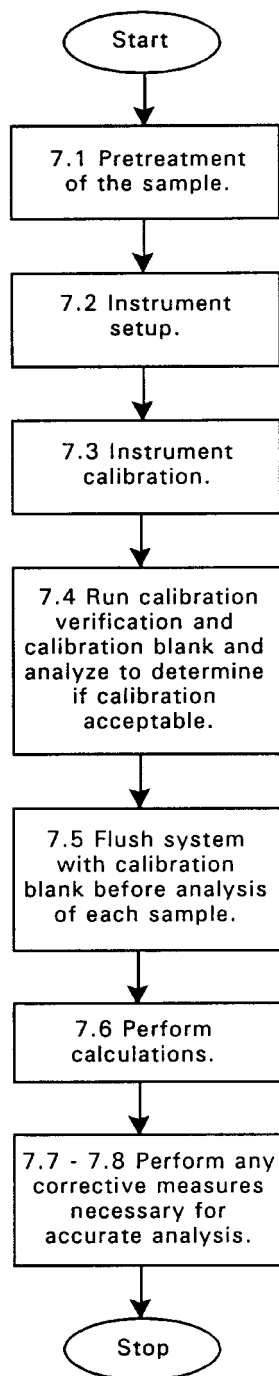 Start
7.1 Pretreatment
of the sample.
7.2 Instrument
setup.
7.3 Instrument
calibration.
7.4 Run calibration
verification and
calibration blank and
analyze to determine
if calibration
acceptable.
7.5 Flush system
with calibration
blank before analysis
of each sample.
7.6 Perform
calculations.
7.7 - 7.8 Perform any
corrective measures
necessary for
accurate analysis.
Stop